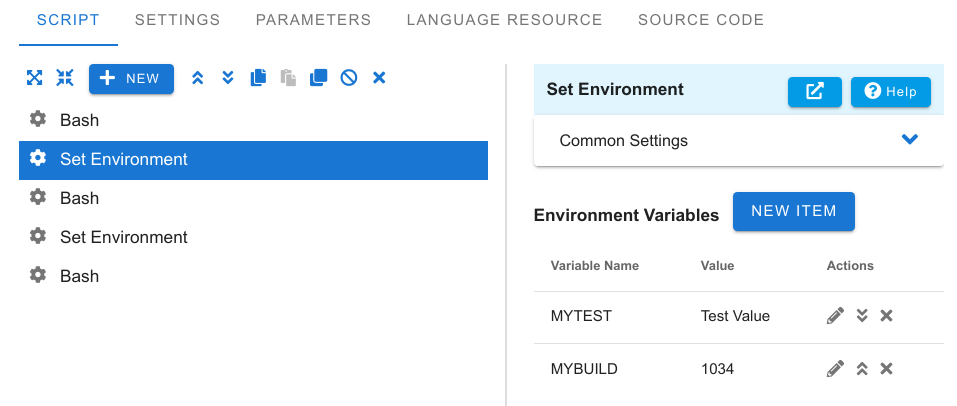 SCRIPT SETTINGS PARAMETERS LANGUAGE RESOURCE SOURCE CODE
NEW
Bash
Set Environment
Bash
Set Environment
Bash
Set Environment
Help
Common Settings
Environment Variables NEW ITEM
Variable Name Value Actions
MYTEST Test Value
MYBUILD 1034